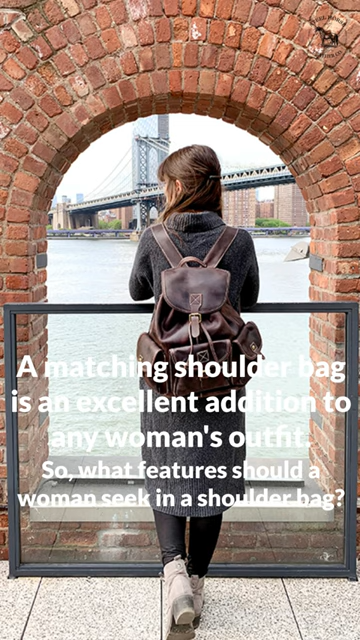 A matching shoulder bag
is an excellent addition to
any woman's outfit.
So, what features should a
woman seek in a shoulder bag?